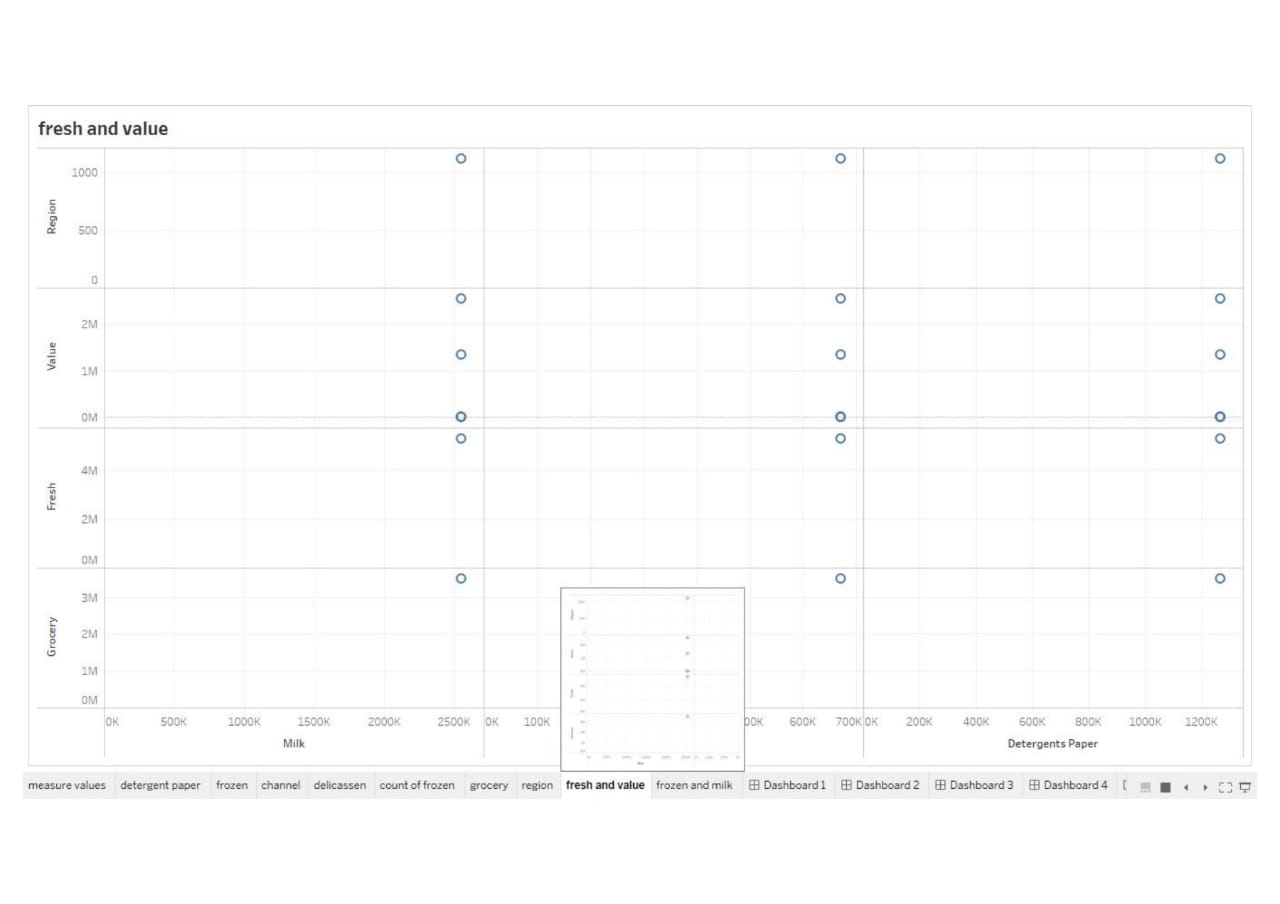 fresh and value
1000
Region
500
0
2M
Value
1M
0M
4M
Fresh
2M
0M
3M
Grocery
2M
1M
0M
0K 500K 1000K 1500K 2000K 2500K 0K 100K 600K 700K 0K 200K 400K 600K 800K 1000K 1200K
Milk Detergents Paper
measure values detergent paper frozen channel delicassen count of frozen grocery region fresh and value frozen and milk Dashboard 1 Dashboard 2 Dashboard 3 Dashboard 4